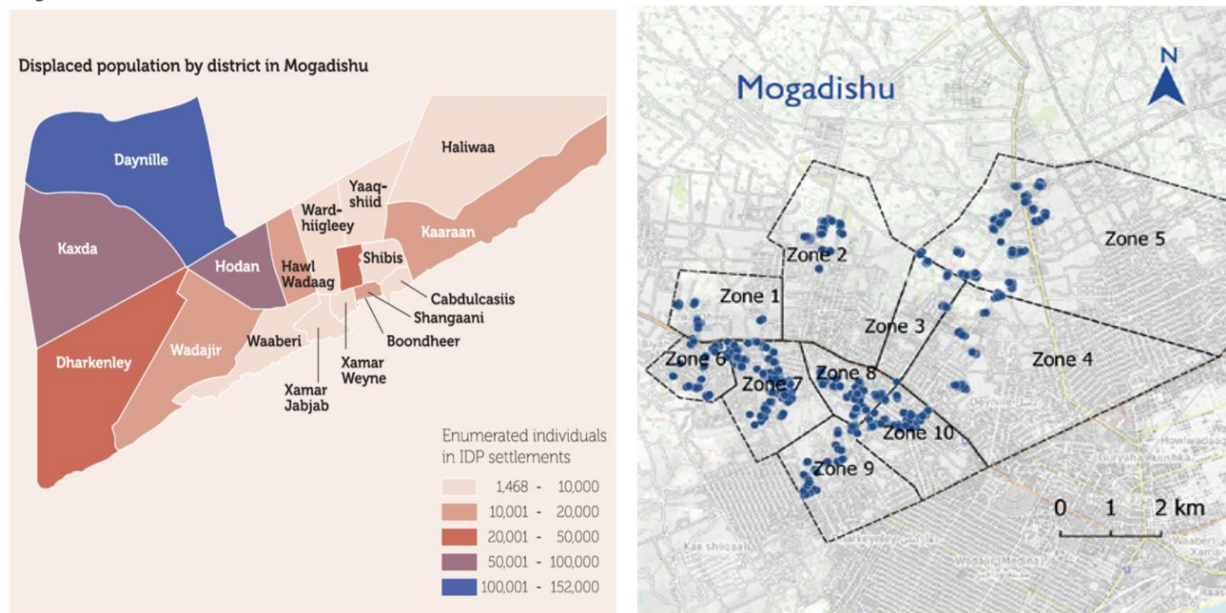 Displaced population by district in Mogadishu
Daynille
Haliwaa
Yaaq-
shiid
Ward-
hiigleey
Kaxda
Kaaraan
Hodan
Hawl
Wadaag
Shibis
Cabdulcasiis
Shangaani
Boondheer
Waaberi
Wadajir
Dharkenley
Xamar
Weyne
Xamar
Jabjab
Enumerated individuals
in IDP settlements
1,468 - 10,000
10,001 - 20,000
20,001 - 50,000
50,001 - 100,000
100,001 - 152,000
Mogadishu
N
Zone 2
Zone 5
Zone 1
Zone 3
Zone 4
Zone 6
Zone 7
Zone 8
Zone 10
Zone 9
0 1 2 km